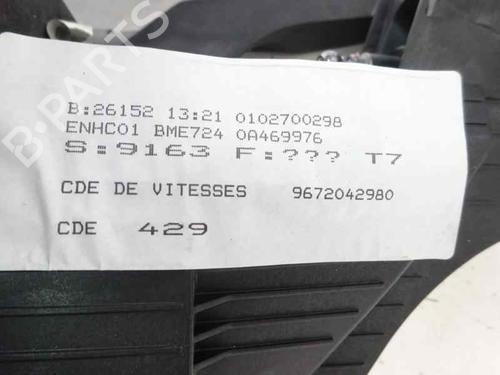 B:26152 13:21 0102700298
ENHC01 BME724 0A469976
S:9163 F:??? T7
CDE DE VITESSES 9672042980
CDE 429
B-PARTS